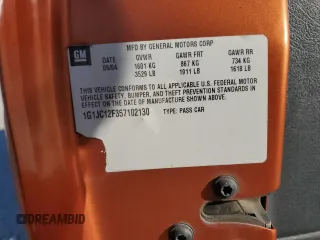 GM
MFD BY GENERAL MOTORS CORP
DATE GVWR GAWR FRT GAWR RR
05/04 1601 KG 867 KG 734 KG
3529 LB 1911 LB 1618 LB
THIS VEHICLE CONFORMS TO ALL APPLICABLE U.S. FEDERAL MOTOR
VEHICLE SAFETY, BUMPER, AND THEFT PREVENTION STANDARDS IN
EFFECT ON THE DATE OF MANUFACTURE SHOWN ABOVE.
1G1JC12F357102130 TYPE: PASS CAR
DREAMBID